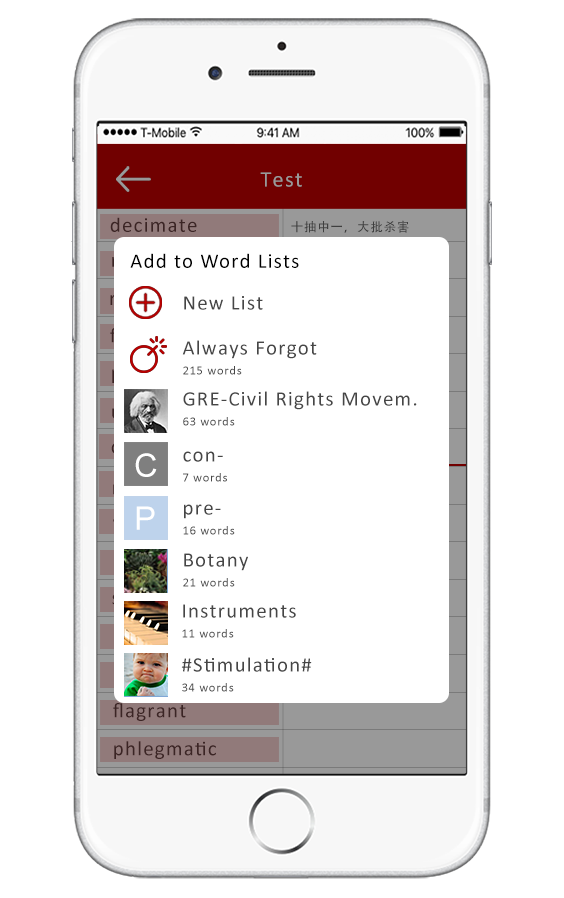 T-Mobile 9:41 AM 100%
Test
decimate 十抽中一，大批杀害
Add to Word Lists
New List
Always Forgot
215 words
GRE-Civil Rights Movem.
63 words
C con-
7 words
P pre-
16 words
Botany
21 words
Instruments
11 words
#Stimulation#
34 words
flagrant
phlegmatic